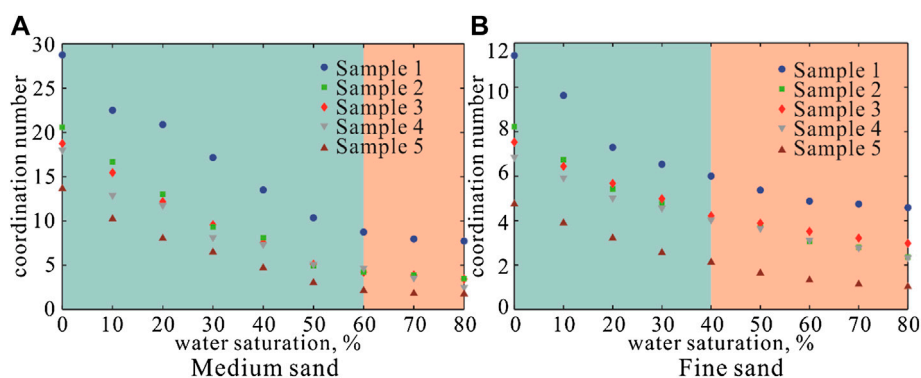 A
30
25
20
15
10
5
0
coordination number
Sample 1
Sample 2
Sample 3
Sample 4
Sample 5
0 10 20 30 40 50 60 70 80
water saturation, %
Medium sand
B
12
10
8
6
4
2
0
coordination number
Sample 1
Sample 2
Sample 3
Sample 4
Sample 5
0 10 20 30 40 50 60 70 80
water saturation, %
Fine sand